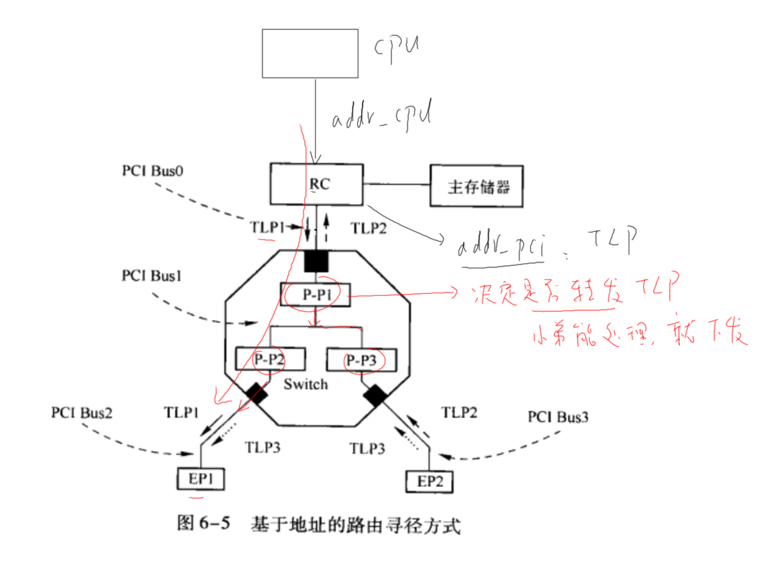 cpu
addr_cpu
PCI Bus0
RC
主存储器
TLP1
TLP2
addr_pci, TLP
PCI Bus1
P-P1
决定是否转发 TLP
小弟能处理, 就下发
P-P2
P-P3
Switch
TLP1
TLP2
PCI Bus2
PCI Bus3
TLP3
TLP3
EP1
EP2
图 6-5 基于地址的路由寻径方式